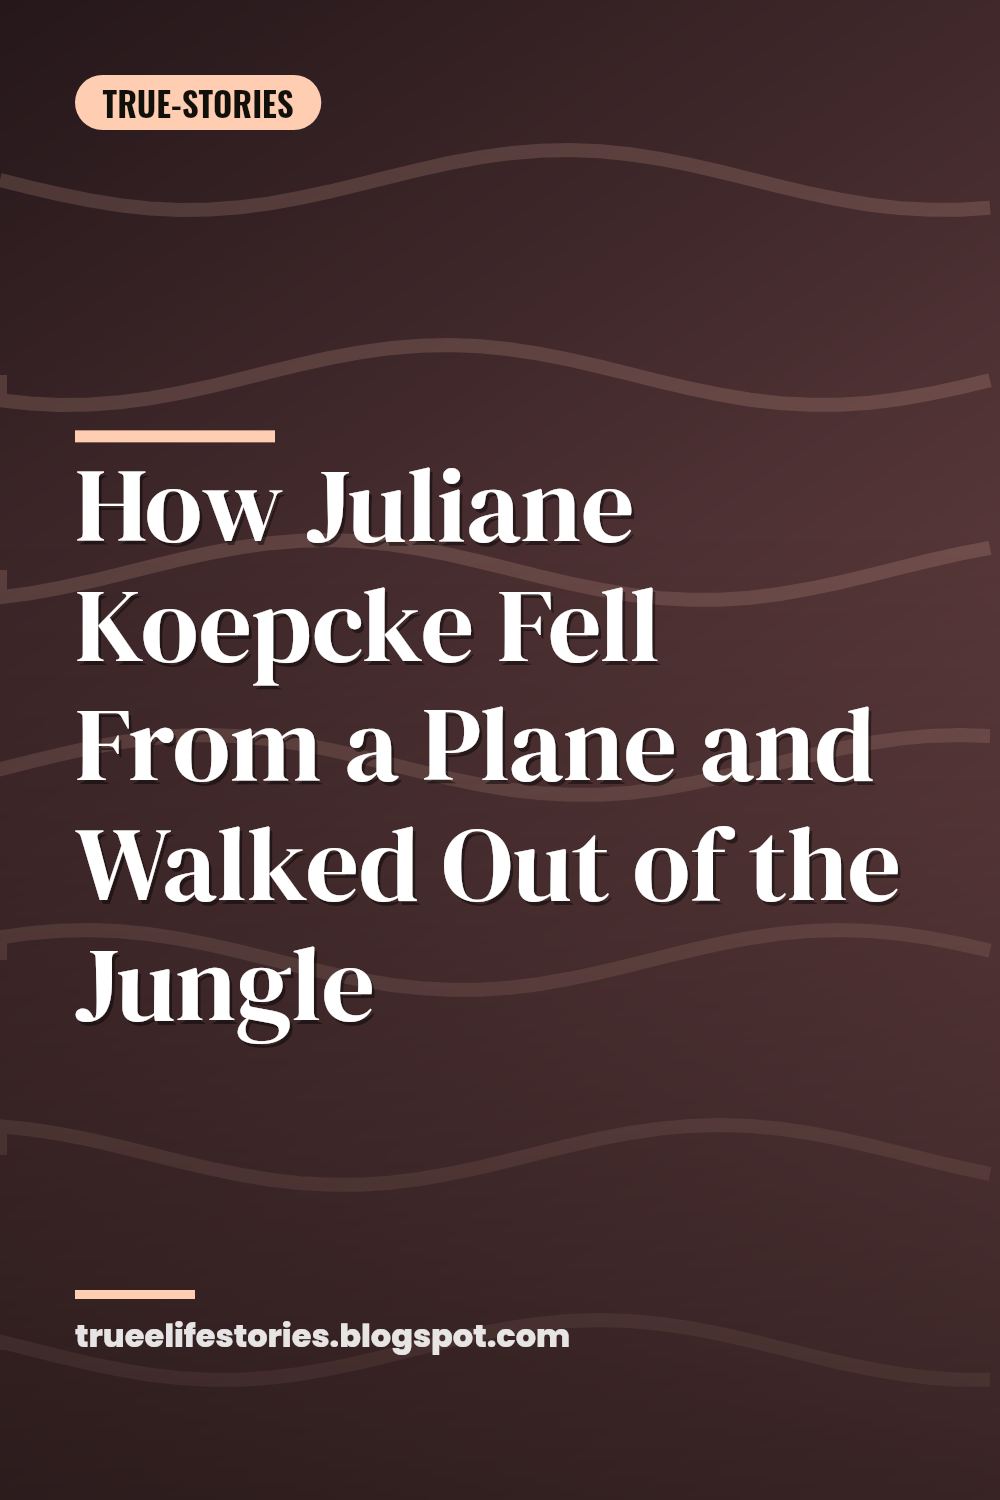 TRUE-STORIES
How Juliane
Koepcke Fell
From a Plane and
Walked Out of the
Jungle
trueelifestories.blogspot.com